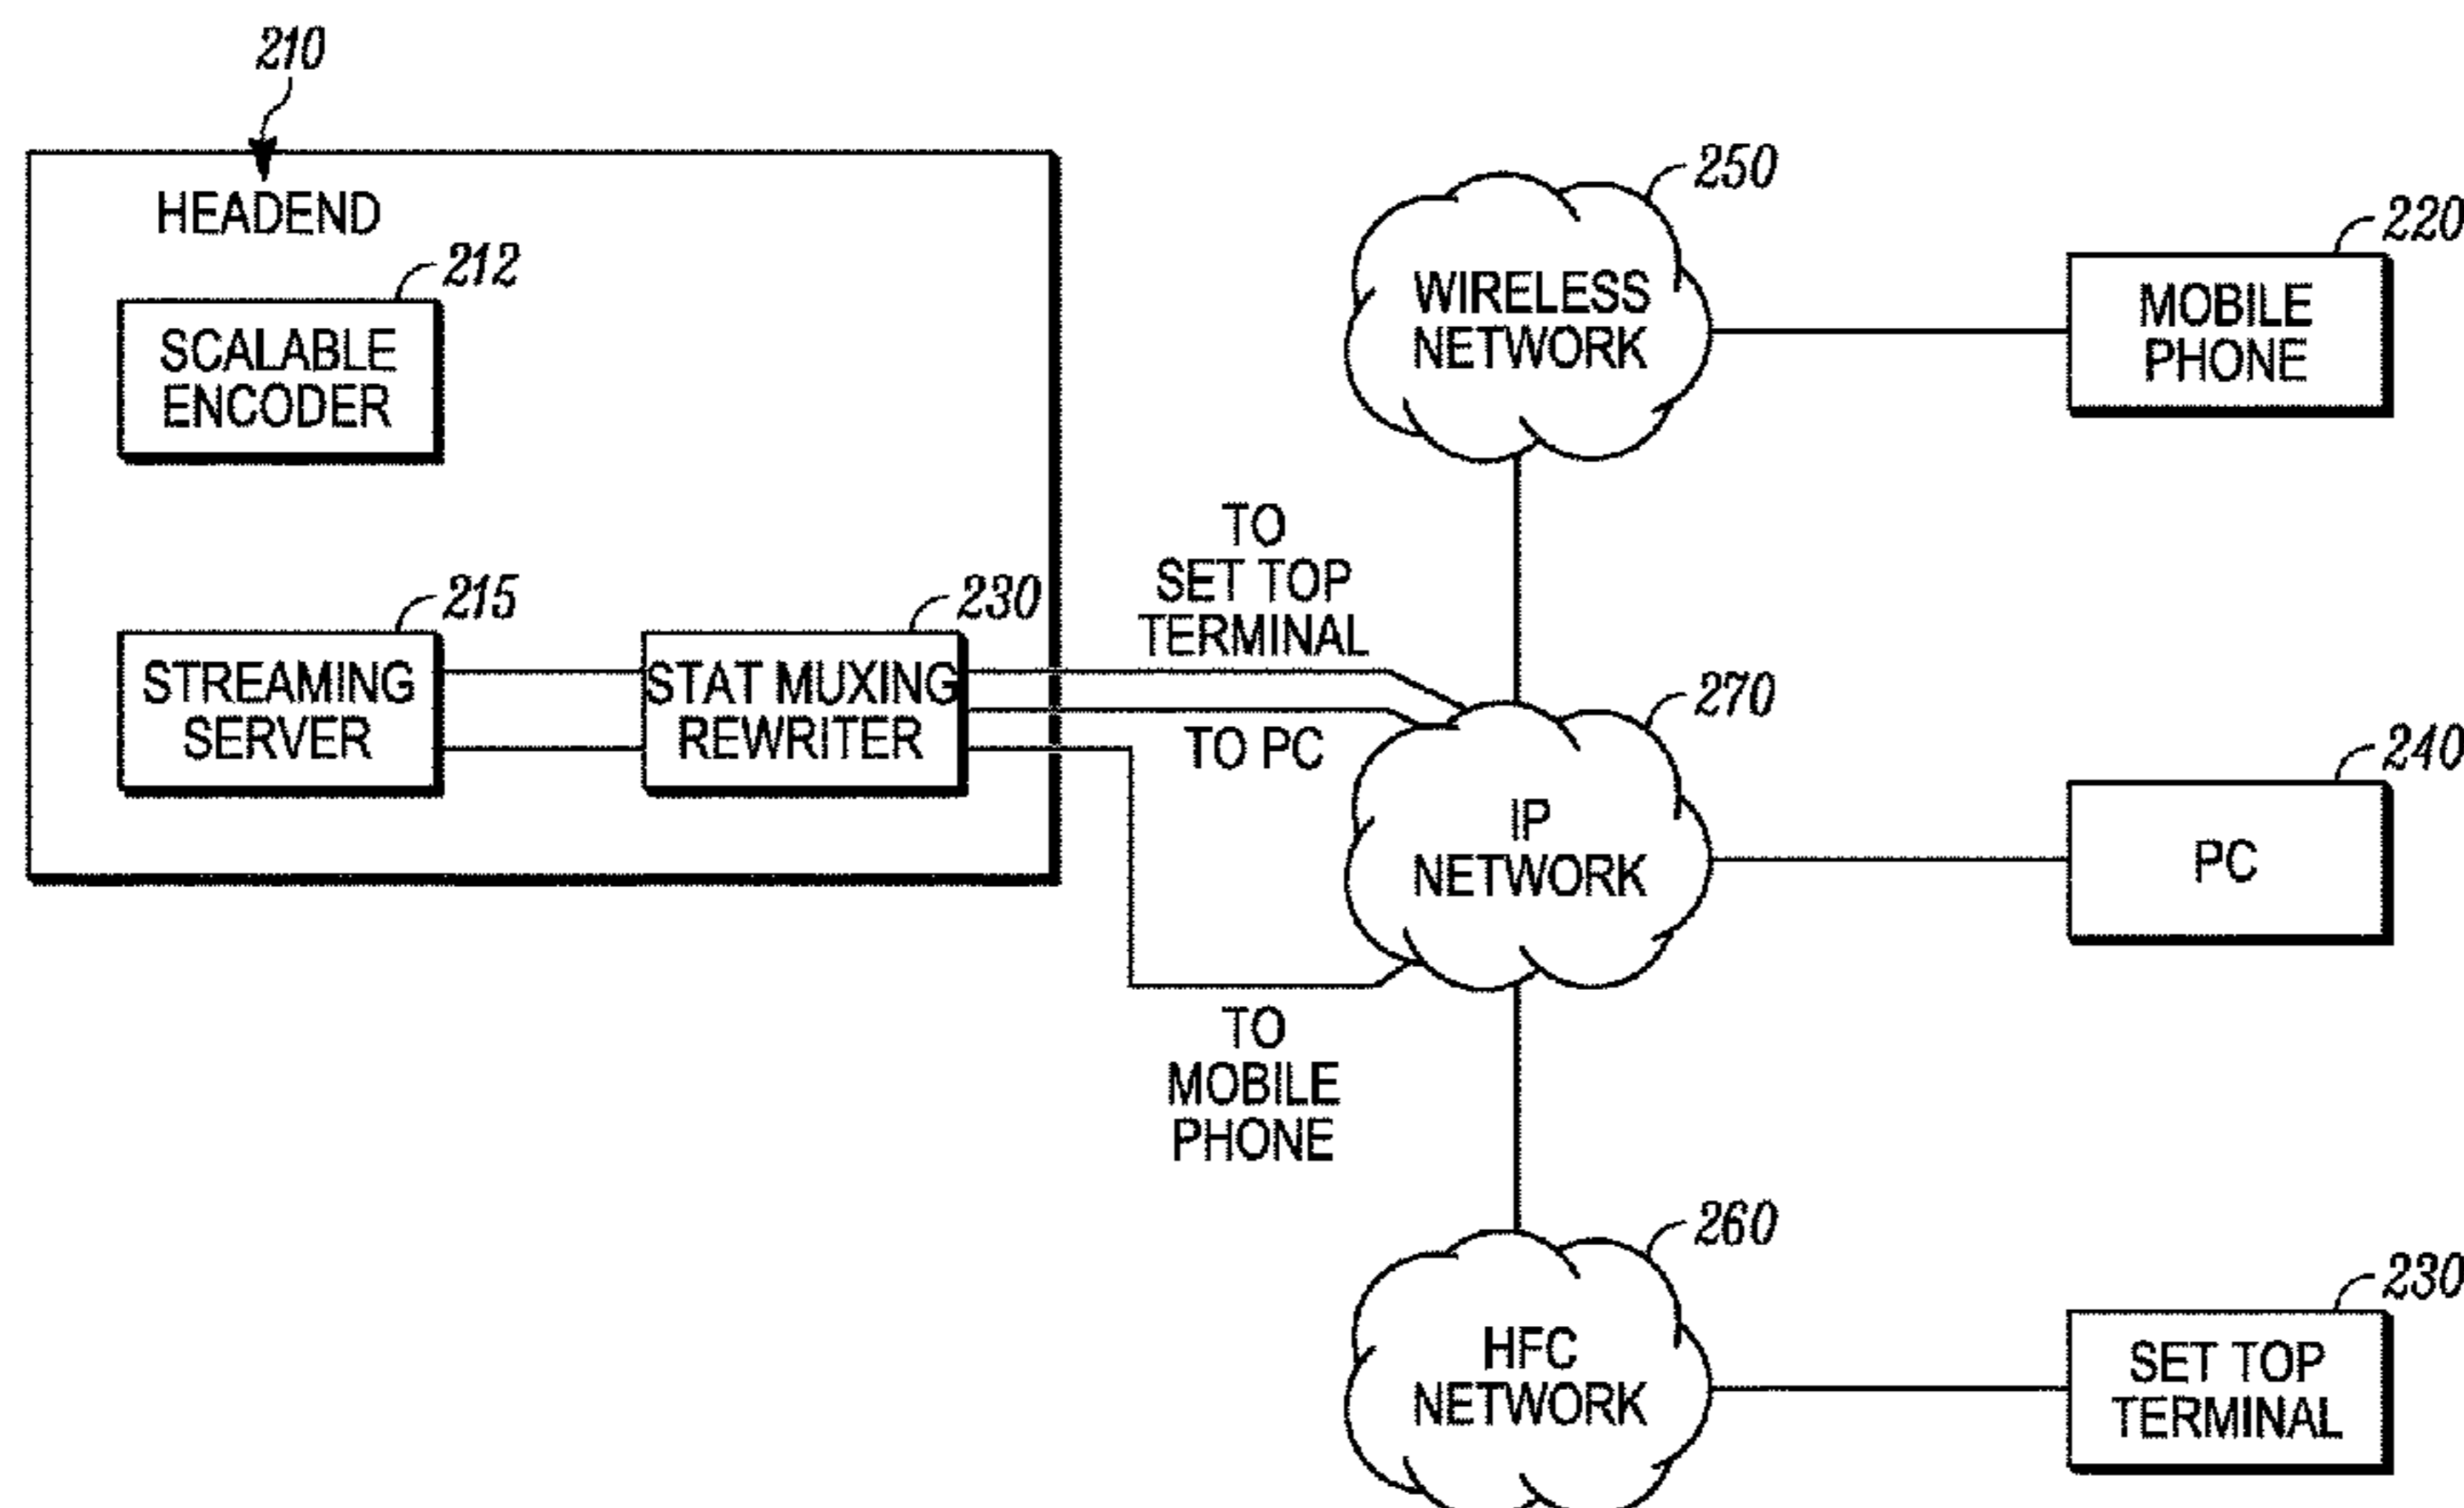 210
HEADEND
212
SCALABLE
ENCODER
215
STREAMING
SERVER
230
STAT MUXING
REWRITER
TO
SET TOP
TERMINAL
TO PC
TO
MOBILE
PHONE
250
WIRELESS
NETWORK
220
MOBILE
PHONE
270
IP
NETWORK
240
PC
260
HFC
NETWORK
230
SET TOP
TERMINAL